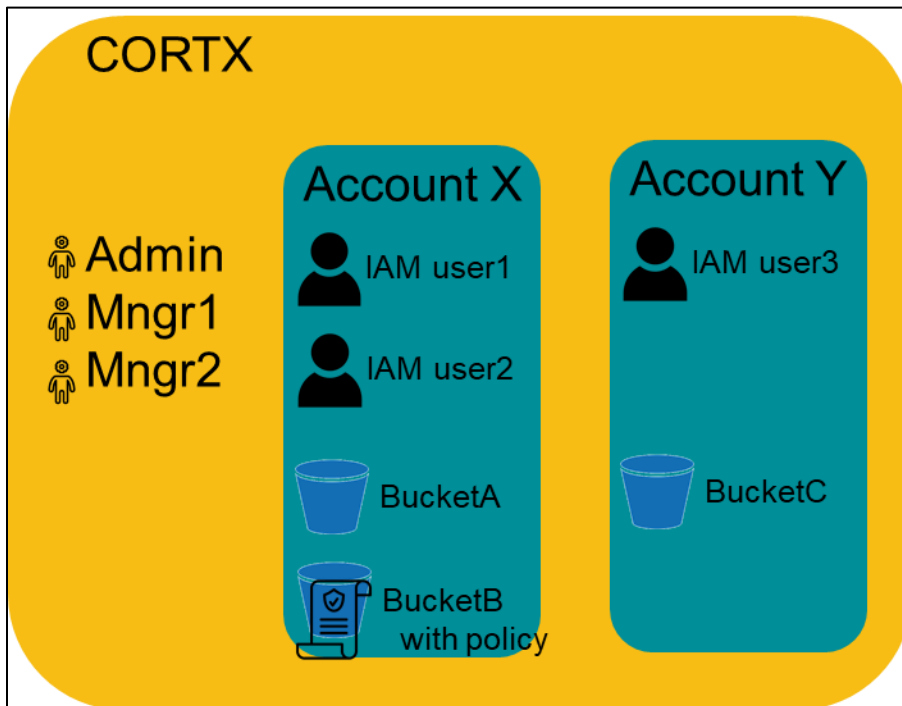 CORTX
Admin
Mngr1
Mngr2
Account X
IAM user1
IAM user2
BucketA
BucketB
with policy
Account Y
IAM user3
BucketC